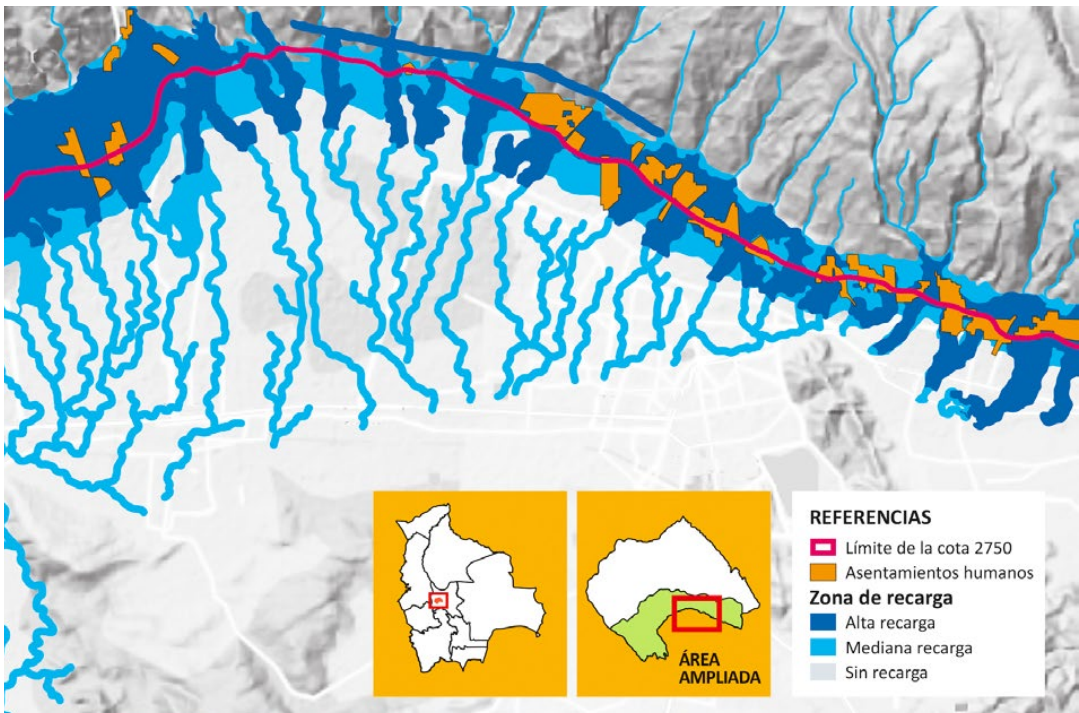 ÁREA
AMPLIADA
REFERENCIAS
Límite de la cota 2750
Asentamientos humanos
Zona de recarga
Alta recarga
Mediana recarga
Sin recarga